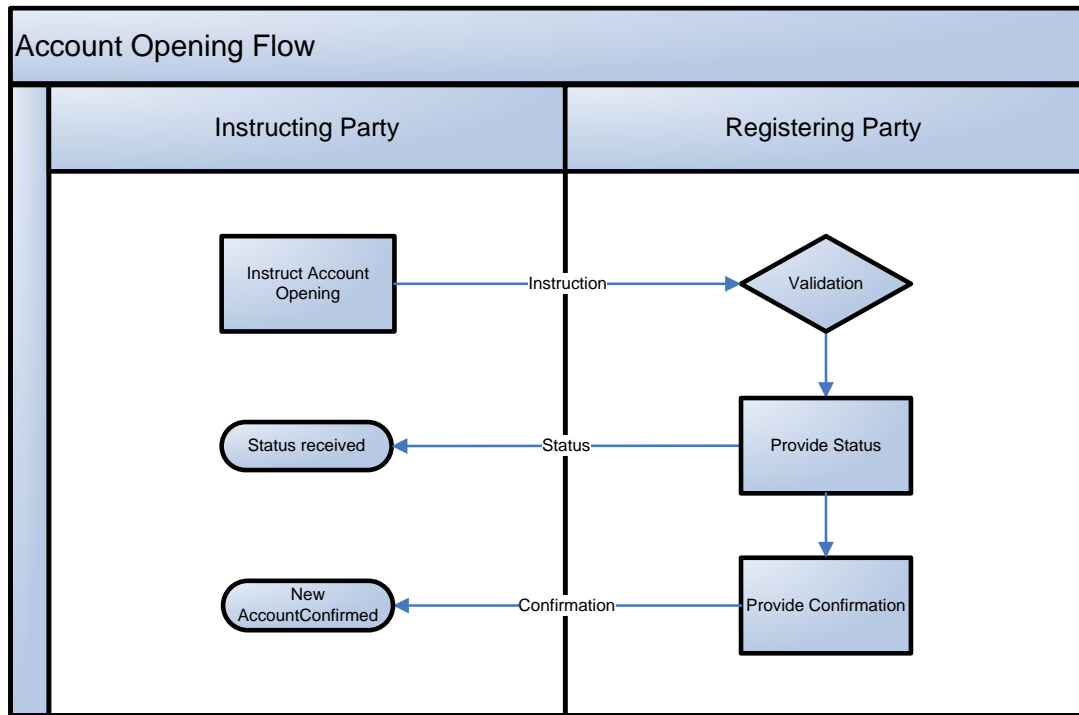 Account Opening Flow
Instructing Party
Registering Party
Instruct Account
Opening
Instruction
Validation
Status received
Status
Provide Status
New
AccountConfirmed
Confirmation
Provide Confirmation